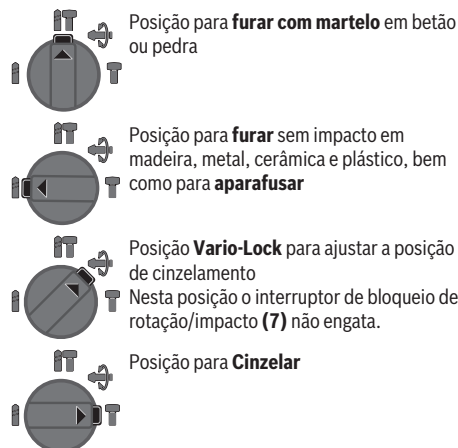 Posição para furar com martelo em betão
ou pedra
Posição para furar sem impacto em
madeira, metal, cerâmica e plástico, bem
como para aparafusar
Posição Vario-Lock para ajustar a posição
de cinzelamento
Nesta posição o interruptor de bloqueio de
rotação/impacto (7) não engata.
Posição para Cinzelar